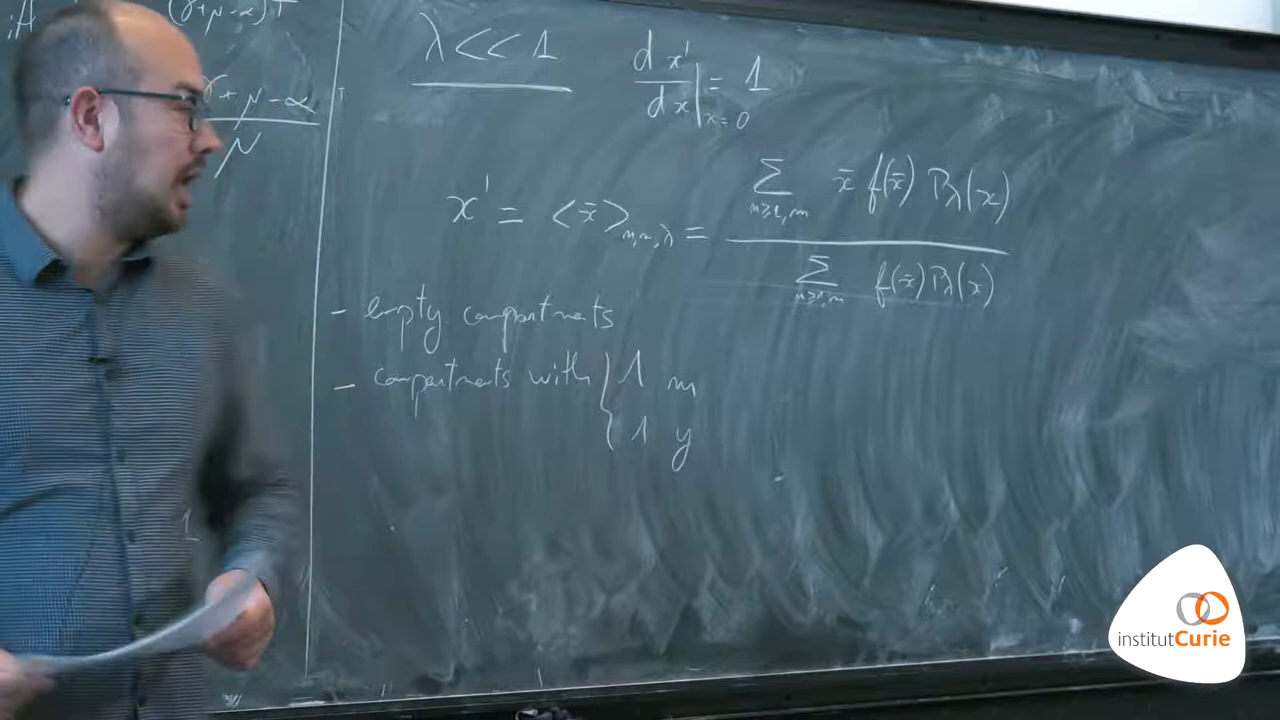 (γ+μ-α)T
γ+μ-α
μ
λ << 1
dx'/dx|x=0 = 1
x' = <x̄>n,m,λ = Σn≥1,m x̄ f(x̄) Pλ(x) / Σn≥1,m f(x̄) Pλ(x)
- empty compartments
- compartments with { 1 m
1 y
institutCurie